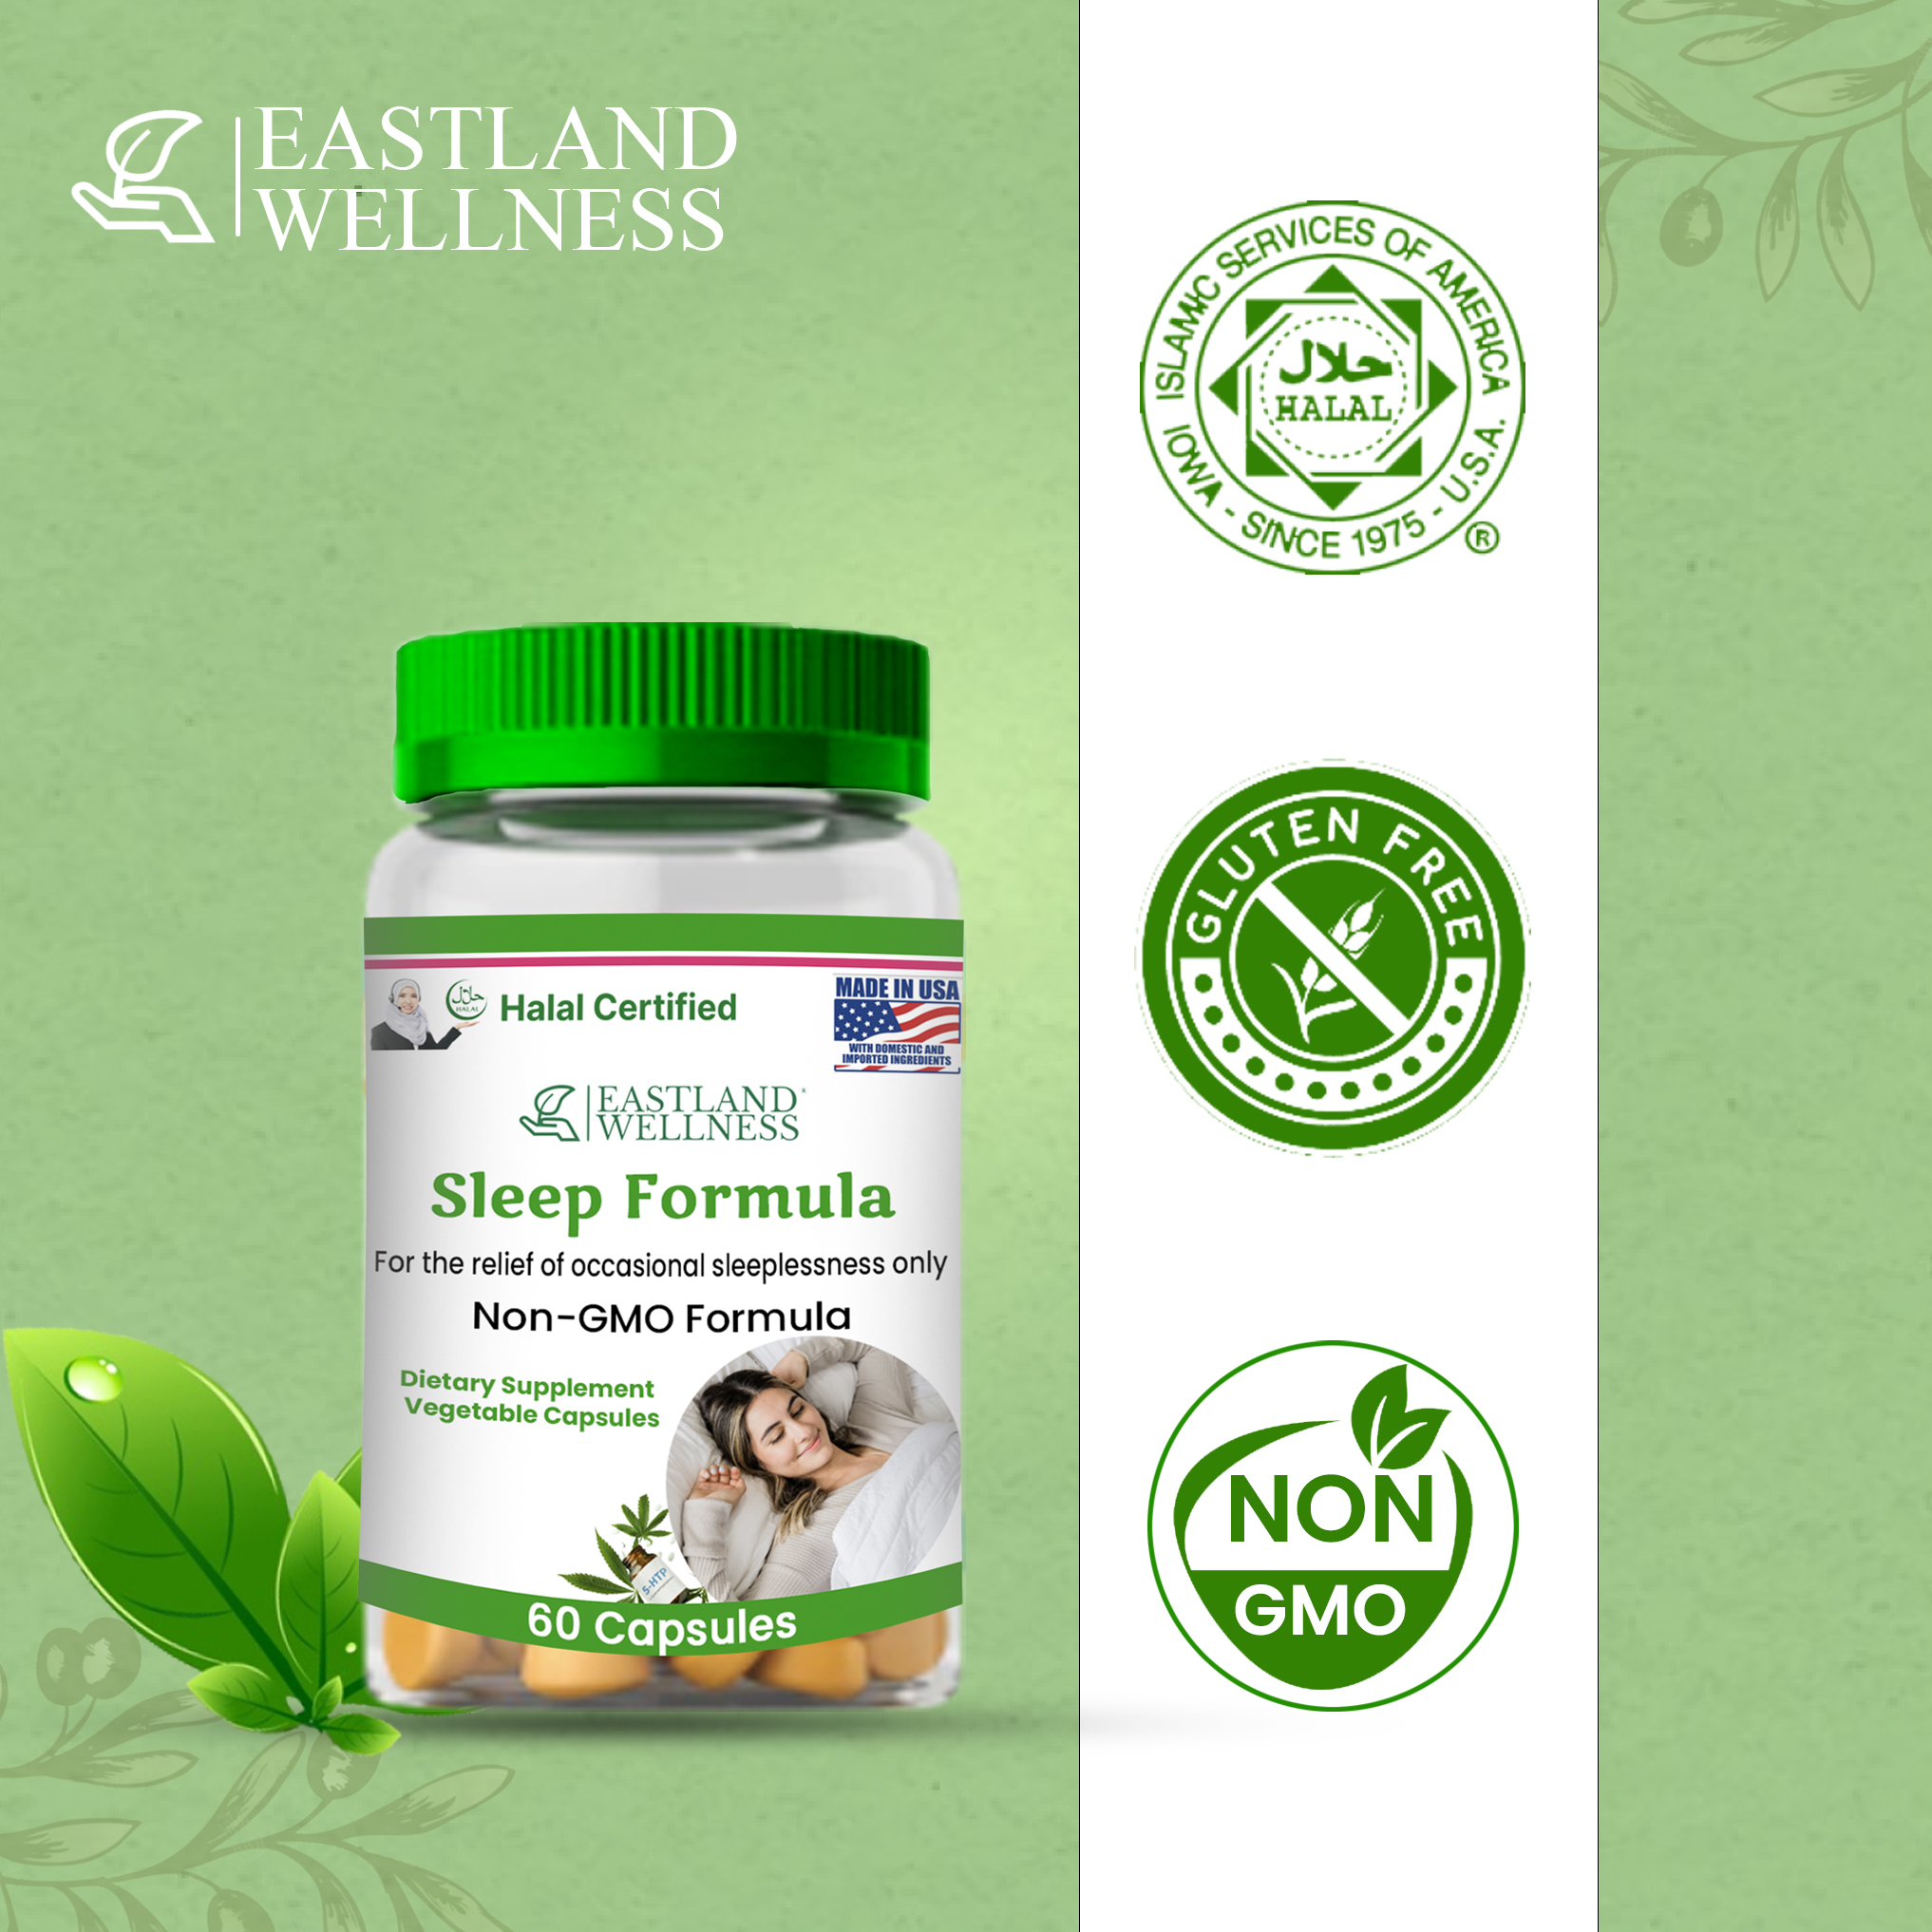 EASTLAND
WELLNESS
ISLAMIC SERVICES OF AMERICA
حلال
HALAL
IOWA - SINCE 1975 - U.S.A.
®
GLUTEN FREE
NON
GMO
حلال
HALAL
Halal Certified
MADE IN USA
WITH DOMESTIC AND
IMPORTED INGREDIENTS
EASTLAND
WELLNESS
Sleep Formula
For the relief of occasional sleeplessness only
Non-GMO Formula
Dietary Supplement
Vegetable Capsules
5-HTP
60 Capsules